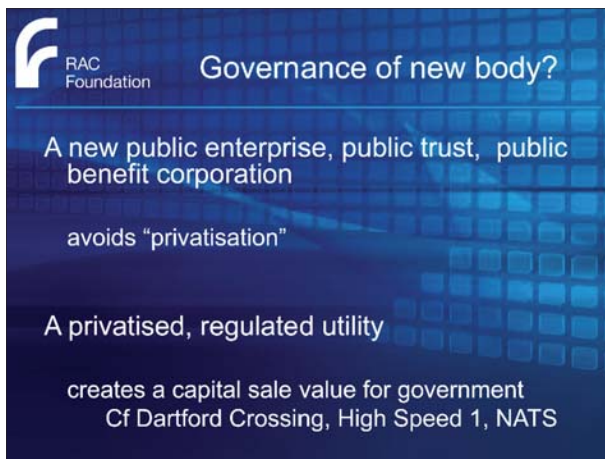 RAC
Foundation
Governance of new body?
A new public enterprise, public trust, public
benefit corporation
avoids “privatisation”
A privatised, regulated utility
creates a capital sale value for government
Cf Dartford Crossing, High Speed 1, NATS